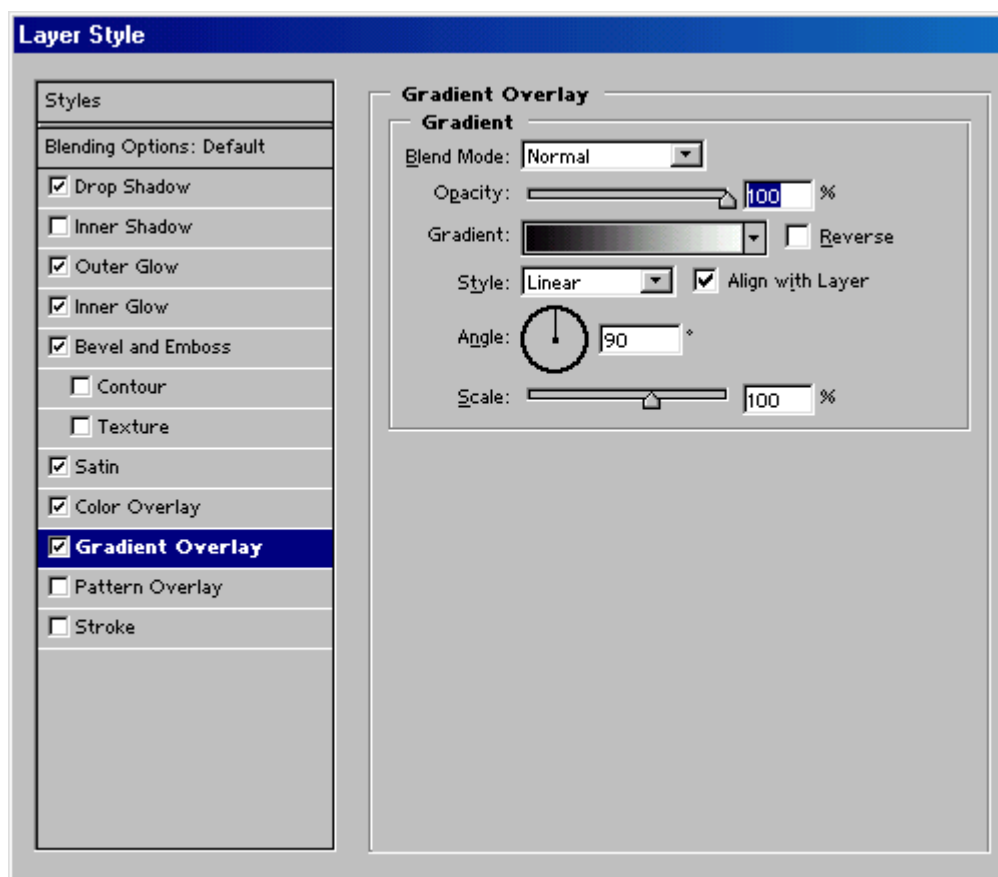 Layer Style
Styles
Blending Options: Default
Drop Shadow
Inner Shadow
Outer Glow
Inner Glow
Bevel and Emboss
Contour
Texture
Satin
Color Overlay
Gradient Overlay
Pattern Overlay
Stroke
Gradient Overlay
Gradient
Blend Mode: Normal
Opacity: 100 %
Gradient: Reverse
Style: Linear Align with Layer
Angle: 90 °
Scale: 100 %